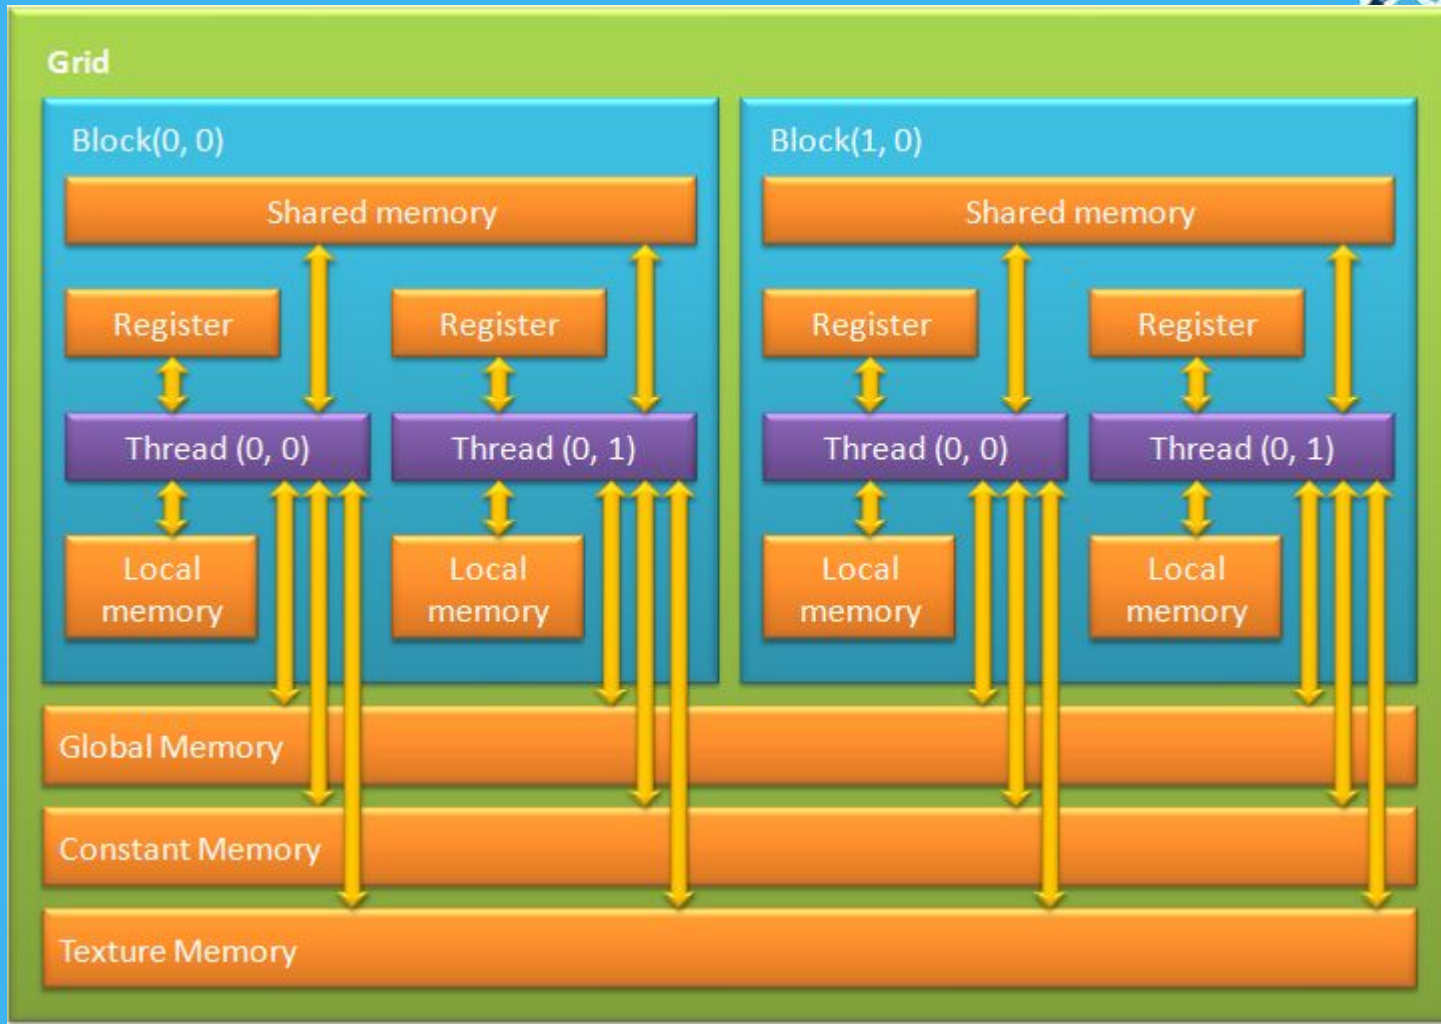 Grid
Block(0, 0)
Shared memory
Register
Register
Thread (0, 0)
Thread (0, 1)
Local
memory
Local
memory
Block(1, 0)
Shared memory
Register
Register
Thread (0, 0)
Thread (0, 1)
Local
memory
Local
memory
Global Memory
Constant Memory
Texture Memory